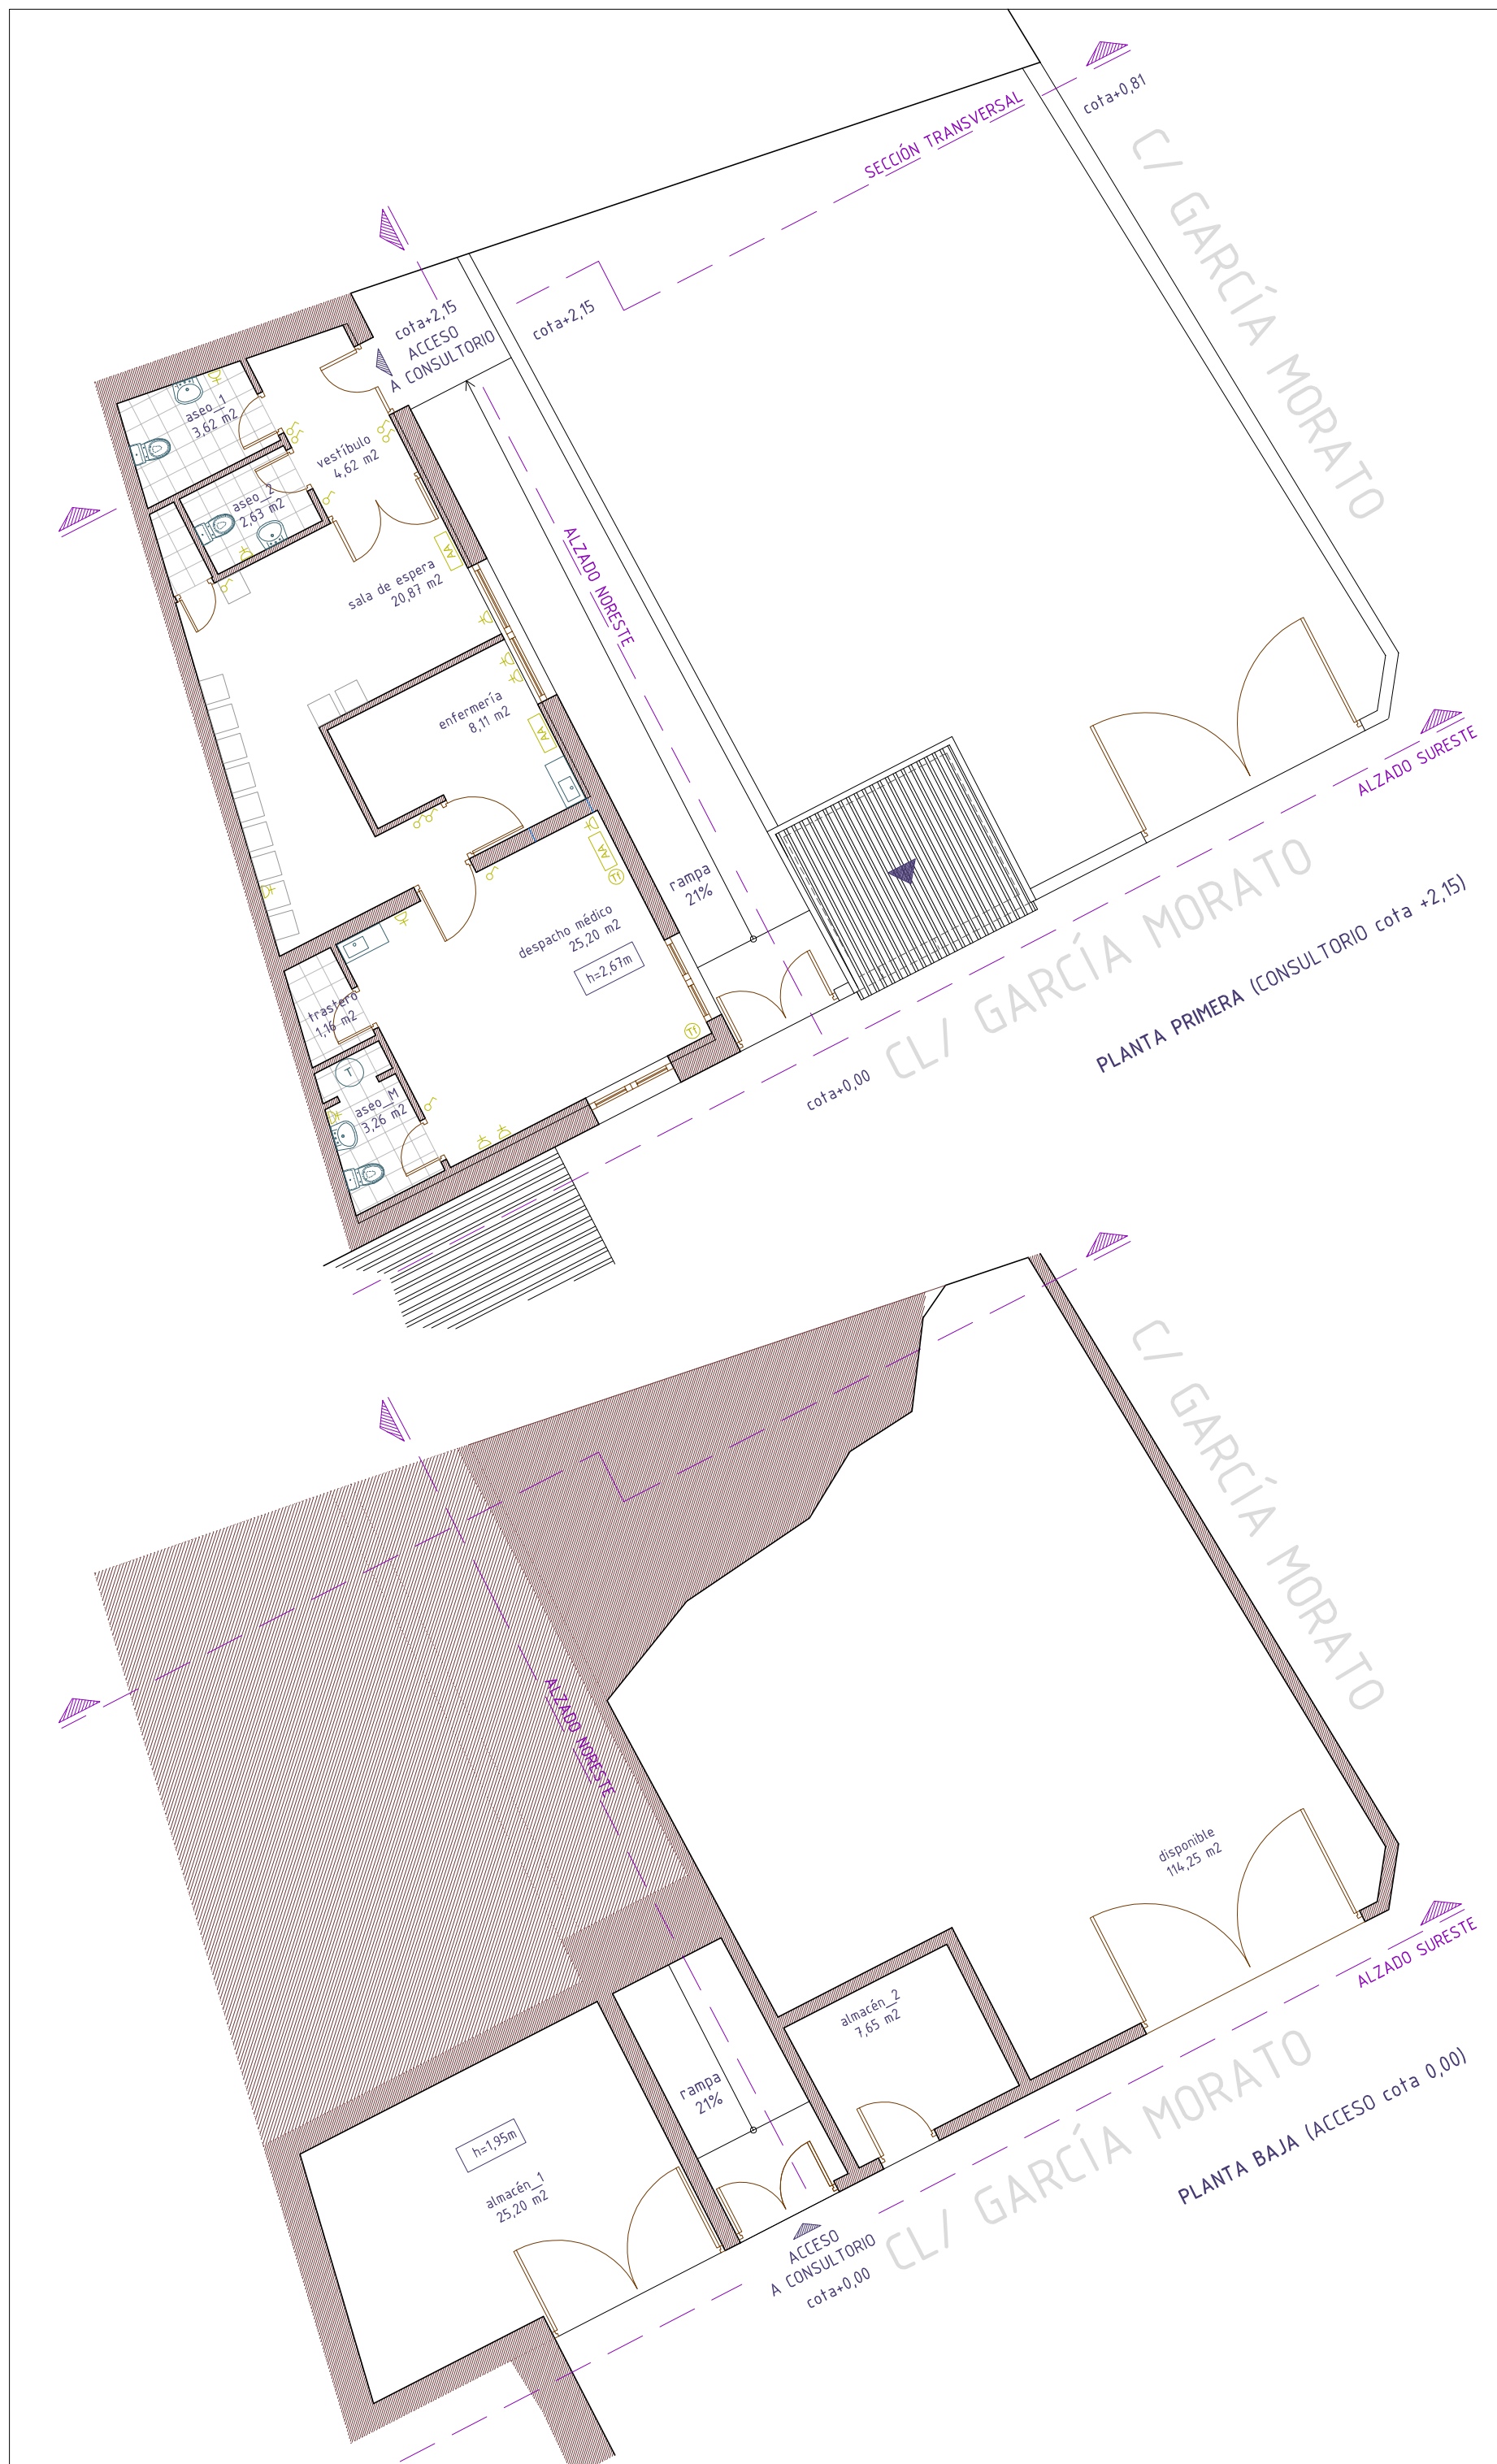 cota+0,81
SECCIÓN TRANSVERSAL
C/ GARCÍA MORATO
cota+2,15
ACCESO
A CONSULTORIO
cota+2,15
aseo_1
3,62 m2
vestíbulo
4,62 m2
aseo_2
2,63 m2
AA
sala de espera
20,87 m2
ALZADO NORESTE
enfermería
8,11 m2
AA
ALZADO SURESTE
AA
Tf
rampa
21%
despacho médico
25,20 m2
h=2,67m
CL/ GARCÍA MORATO
PLANTA PRIMERA (CONSULTORIO cota +2,15)
trastero
1,16 m2
Tf
T
aseo_M
3,26 m2
cota+0,00
C/ GARCÍA MORATO
ALZADO NORESTE
disponible
114,25 m2
ALZADO SURESTE
almacén_2
7,65 m2
rampa
21%
CL/ GARCÍA MORATO
PLANTA BAJA (ACCESO cota 0,00)
h=1,95m
almacén_1
25,20 m2
ACCESO
A CONSULTORIO
cota+0,00